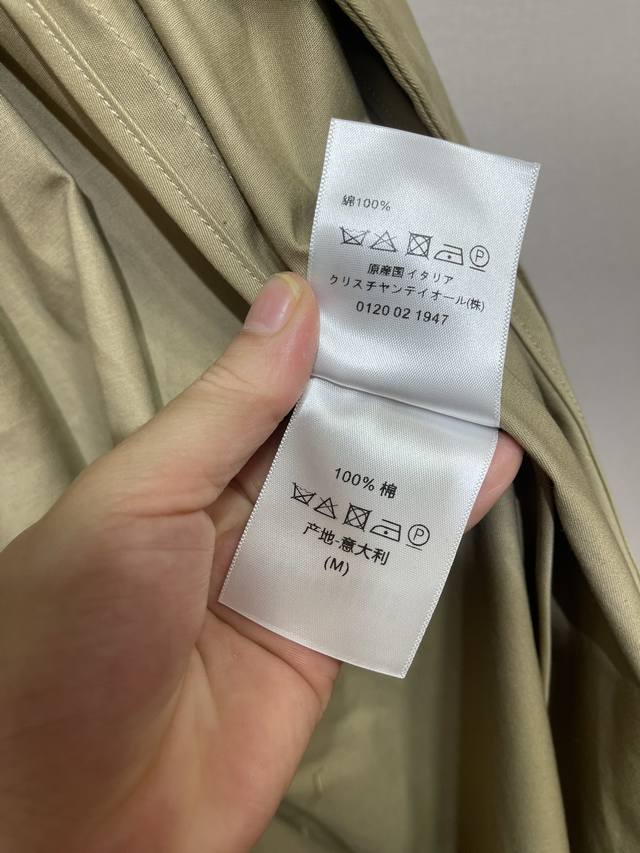 綿100%
P
原産国イタリア
クリスチャンデイオール(株)
0120 02 1947
100% 棉
P
产地-意大利
(M)